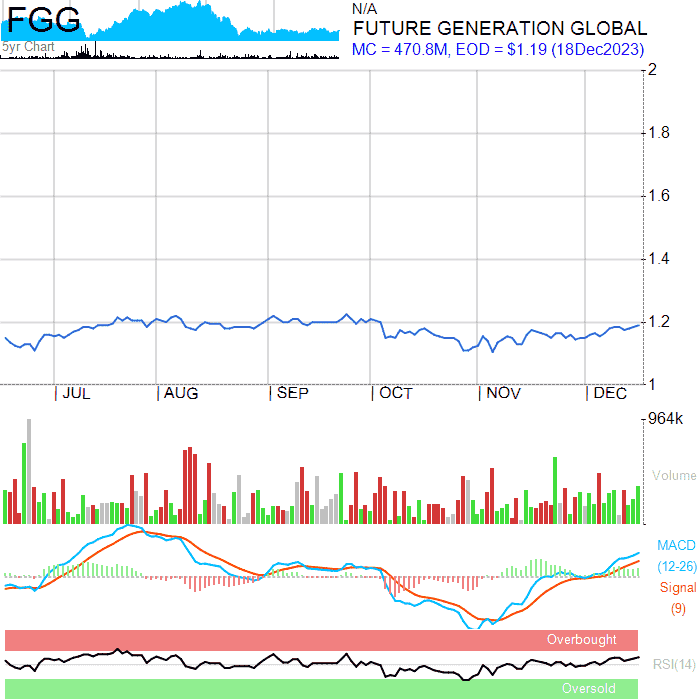 FGG
5yr Chart
N/A
FUTURE GENERATION GLOBAL
MC = 470.8M, EOD = $1.19 (18Dec2023)
2
1.8
1.6
1.4
1.2
1
JUL AUG SEP OCT NOV DEC
964k
Volume
MACD
(12-26)
Signal
(9)
Overbought
RSI(14)
Oversold